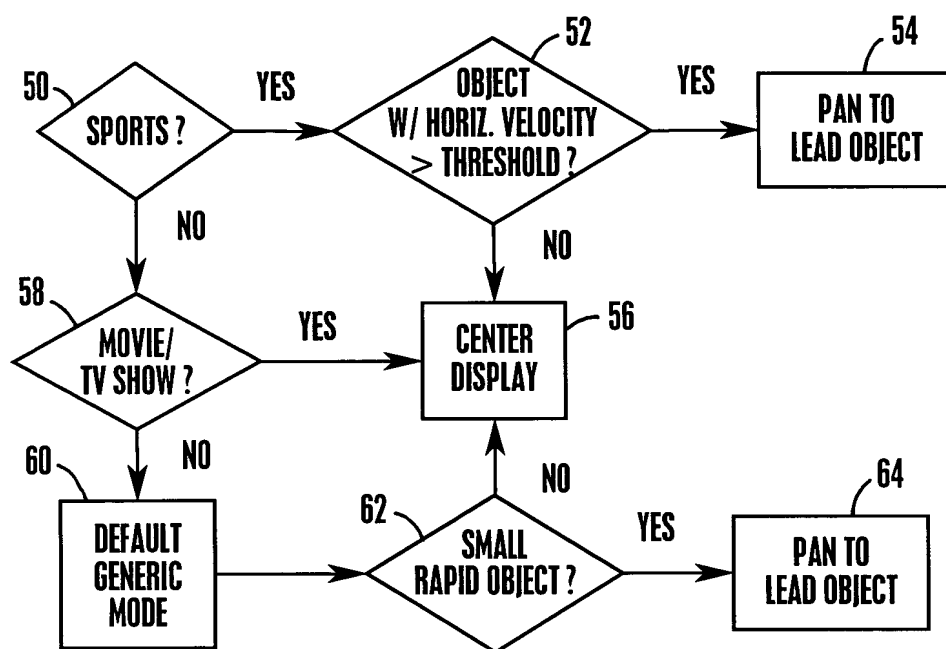 50
SPORTS ?
YES
52
OBJECT
W/ HORIZ. VELOCITY
> THRESHOLD ?
YES
54
PAN TO
LEAD OBJECT
NO
NO
58
MOVIE/
TV SHOW ?
YES
56
CENTER
DISPLAY
NO
60
DEFAULT
GENERIC
MODE
62
SMALL
RAPID OBJECT ?
NO
YES
64
PAN TO
LEAD OBJECT